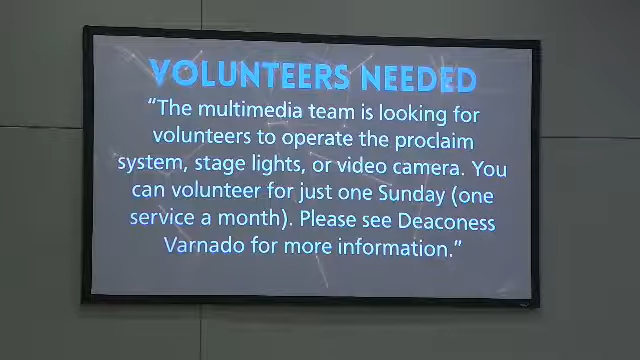 VOLUNTEERS NEEDED
“The multimedia team is looking for
volunteers to operate the proclaim
system, stage lights, or video camera. You
can volunteer for just one Sunday (one
service a month). Please see Deaconess
Varnado for more information.”